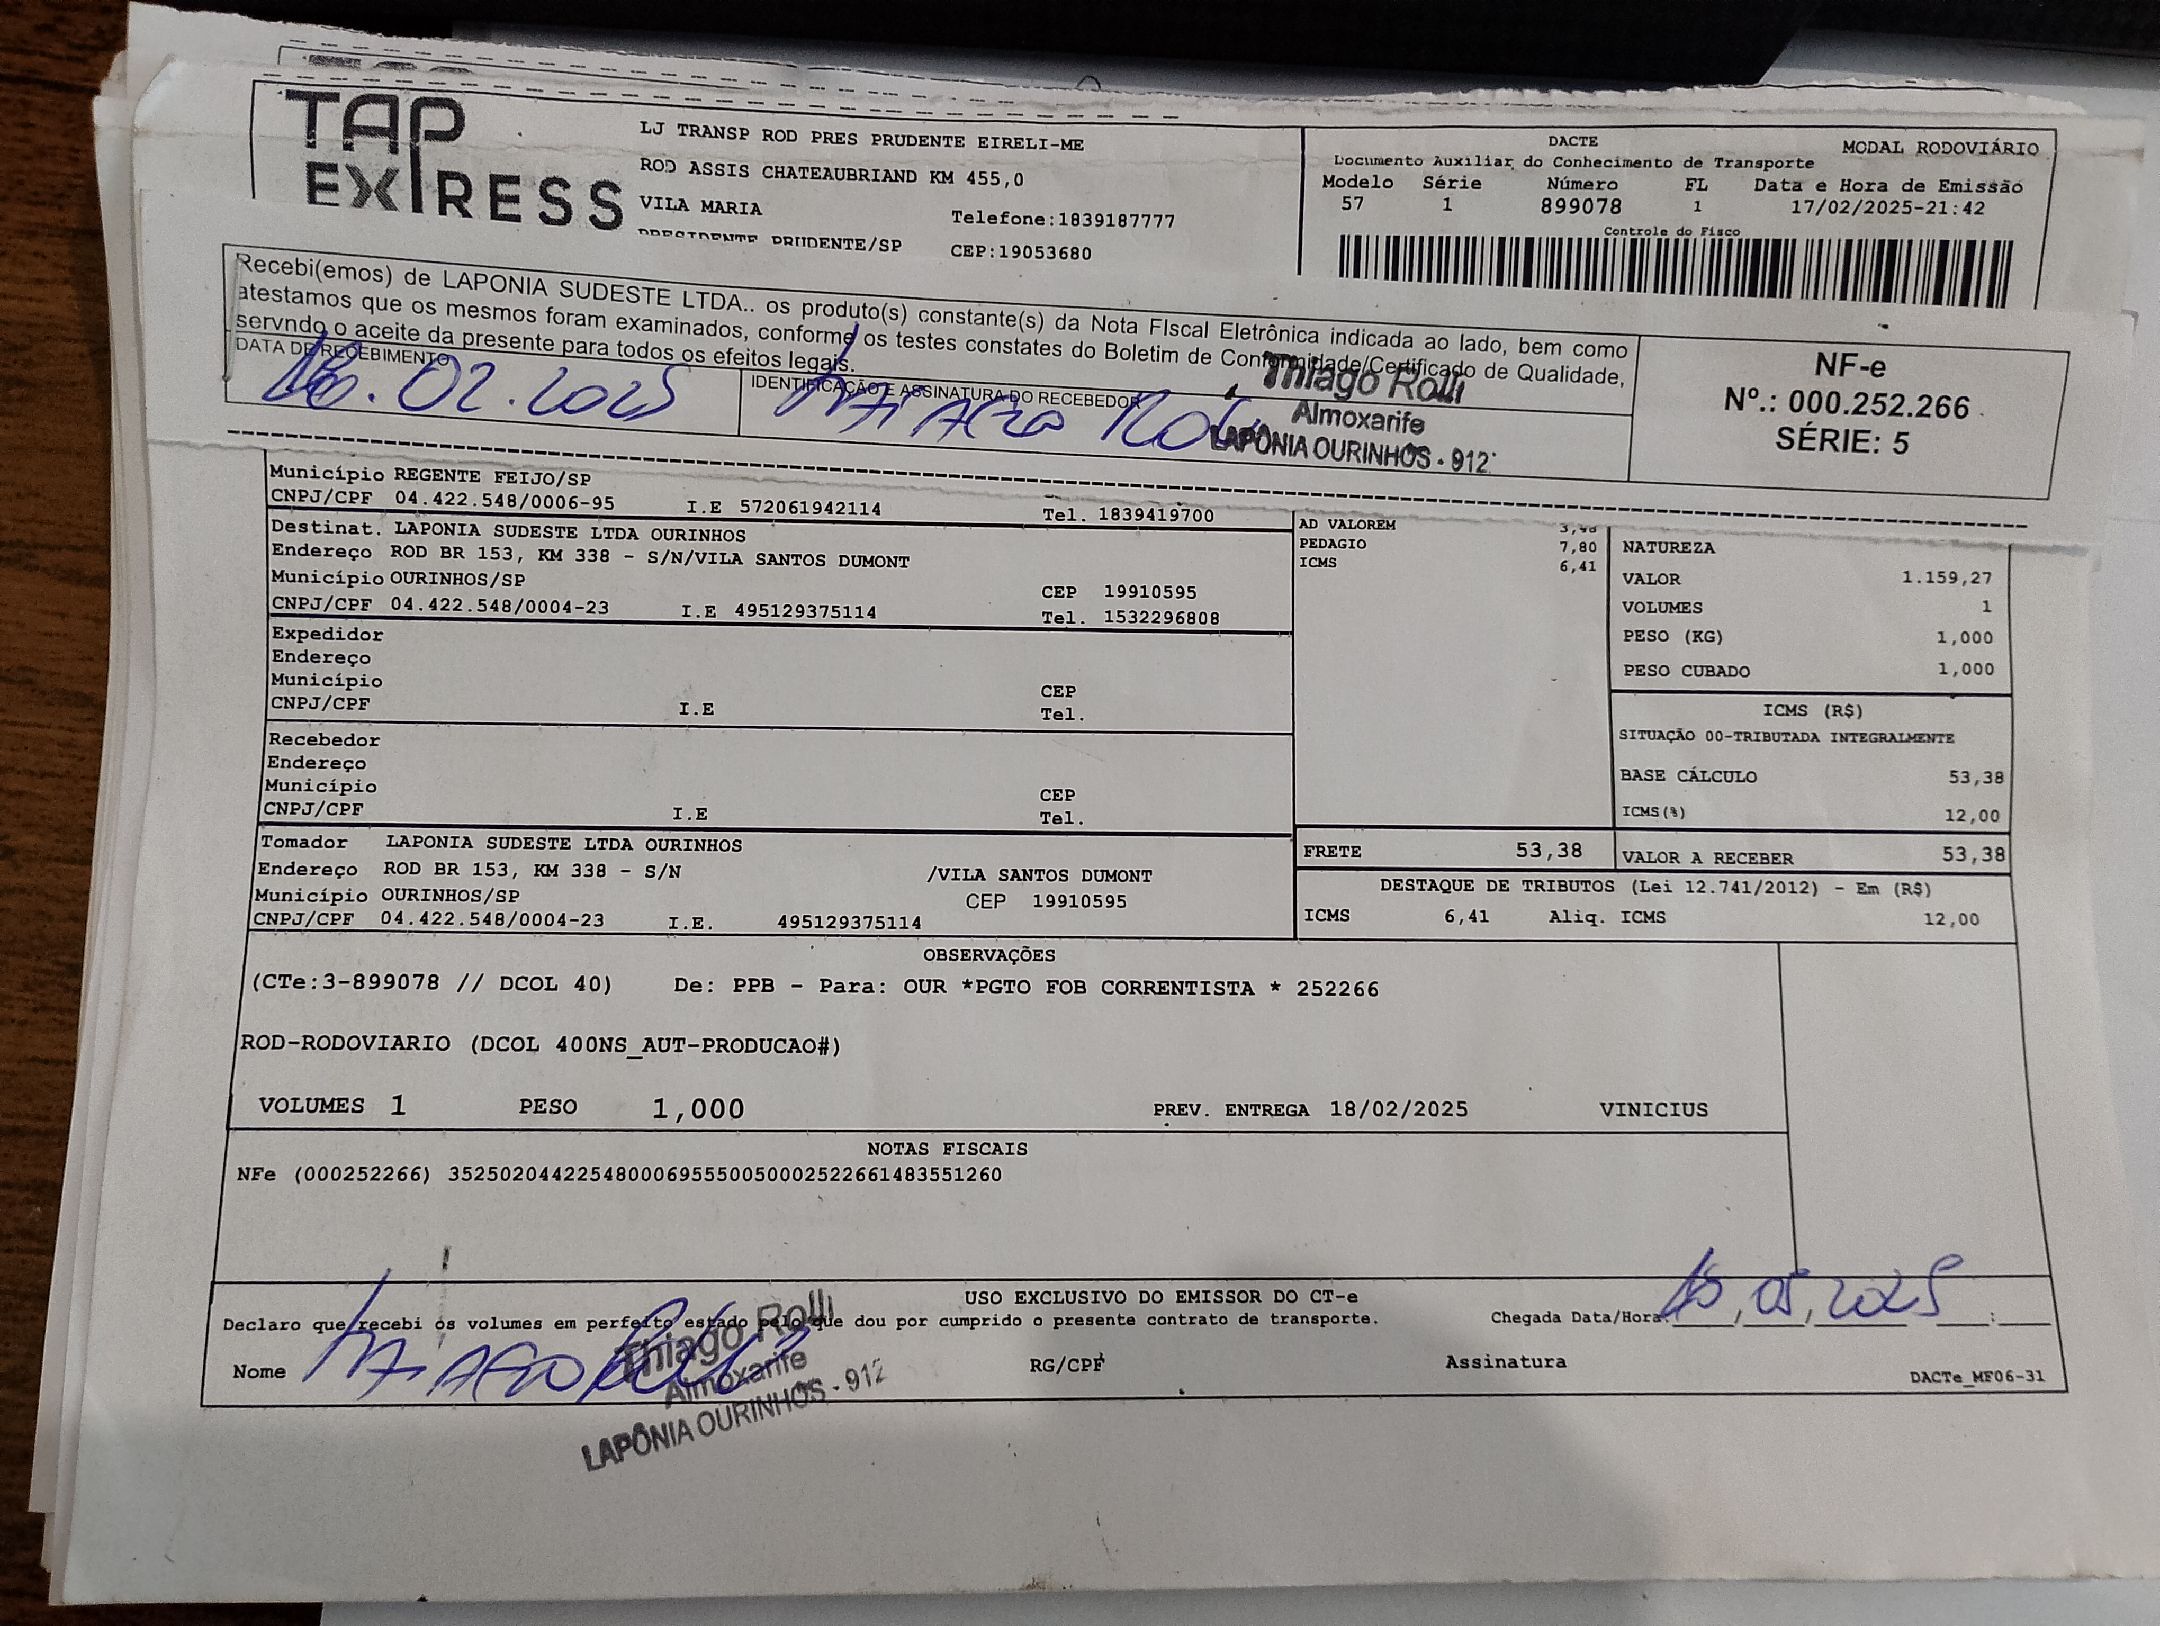 TAP
EXPRESS
LJ TRANSP ROD PRES PRUDENTE EIRELI-ME
ROD ASSIS CHATEAUBRIAND KM 455,0
VILA MARIA
Telefone:1839187777
PRESIDENTE PRUDENTE/SP CEP:19053680
DACTE MODAL RODOVIÁRIO
Documento Auxiliar do Conhecimento de Transporte
Modelo Série Número FL Data e Hora de Emissão
57 1 899078 1 17/02/2025-21:42
Controle do Fisco
Recebi(emos) de LAPONIA SUDESTE LTDA.. os produto(s) constante(s) da Nota FIscal Eletrônica indicada ao lado, bem como
atestamos que os mesmos foram examinados, conforme os testes constates do Boletim de Conformidade/Certificado de Qualidade,
servndo o aceite da presente para todos os efeitos legais.
DATA DE RECEBIMENTO
IDENTIFICAÇÃO E ASSINATURA DO RECEBEDOR
.02.2025
Thiago Rolli
Almoxarife
LAPÔNIA OURINHOS - 912
NF-e
Nº.: 000.252.266
SÉRIE: 5
Município REGENTE FEIJO/SP
CNPJ/CPF 04.422.548/0006-95 I.E 572061942114 Tel. 1839419700
Destinat. LAPONIA SUDESTE LTDA OURINHOS
Endereço ROD BR 153, KM 338 - S/N/VILA SANTOS DUMONT
Município OURINHOS/SP CEP 19910595
CNPJ/CPF 04.422.548/0004-23 I.E 495129375114 Tel. 1532296808
Expedidor
Endereço
Município CEP
CNPJ/CPF I.E Tel.
Recebedor
Endereço
Município CEP
CNPJ/CPF I.E Tel.
Tomador LAPONIA SUDESTE LTDA OURINHOS
Endereço ROD BR 153, KM 338 - S/N /VILA SANTOS DUMONT
Município OURINHOS/SP CEP 19910595
CNPJ/CPF 04.422.548/0004-23 I.E. 495129375114
AD VALOREM
PEDAGIO 7,80
ICMS 6,41
NATUREZA
VALOR 1.159,27
VOLUMES 1
PESO (KG) 1,000
PESO CUBADO 1,000
ICMS (R$)
SITUAÇÃO 00-TRIBUTADA INTEGRALMENTE
BASE CÁLCULO 53,38
ICMS(%) 12,00
FRETE 53,38 VALOR A RECEBER 53,38
DESTAQUE DE TRIBUTOS (Lei 12.741/2012) - Em (R$)
ICMS 6,41 Aliq. ICMS 12,00
OBSERVAÇÕES
(CTe:3-899078 // DCOL 40) De: PPB - Para: OUR *PGTO FOB CORRENTISTA * 252266
ROD-RODOVIARIO (DCOL 400NS_AUT-PRODUCAO#)
VOLUMES 1 PESO 1,000 PREV. ENTREGA 18/02/2025 VINICIUS
NOTAS FISCAIS
NFe (000252266) 35250204422548000695550050002522661483551260
USO EXCLUSIVO DO EMISSOR DO CT-e
Declaro que recebi os volumes em perfeito estado pelo que dou por cumprido o presente contrato de transporte.
Chegada Data/Hora: 2025
Nome RG/CPF Assinatura
Thiago Rolli
Almoxarife
LAPÔNIA OURINHOS - 912
DACTe_MF06-31